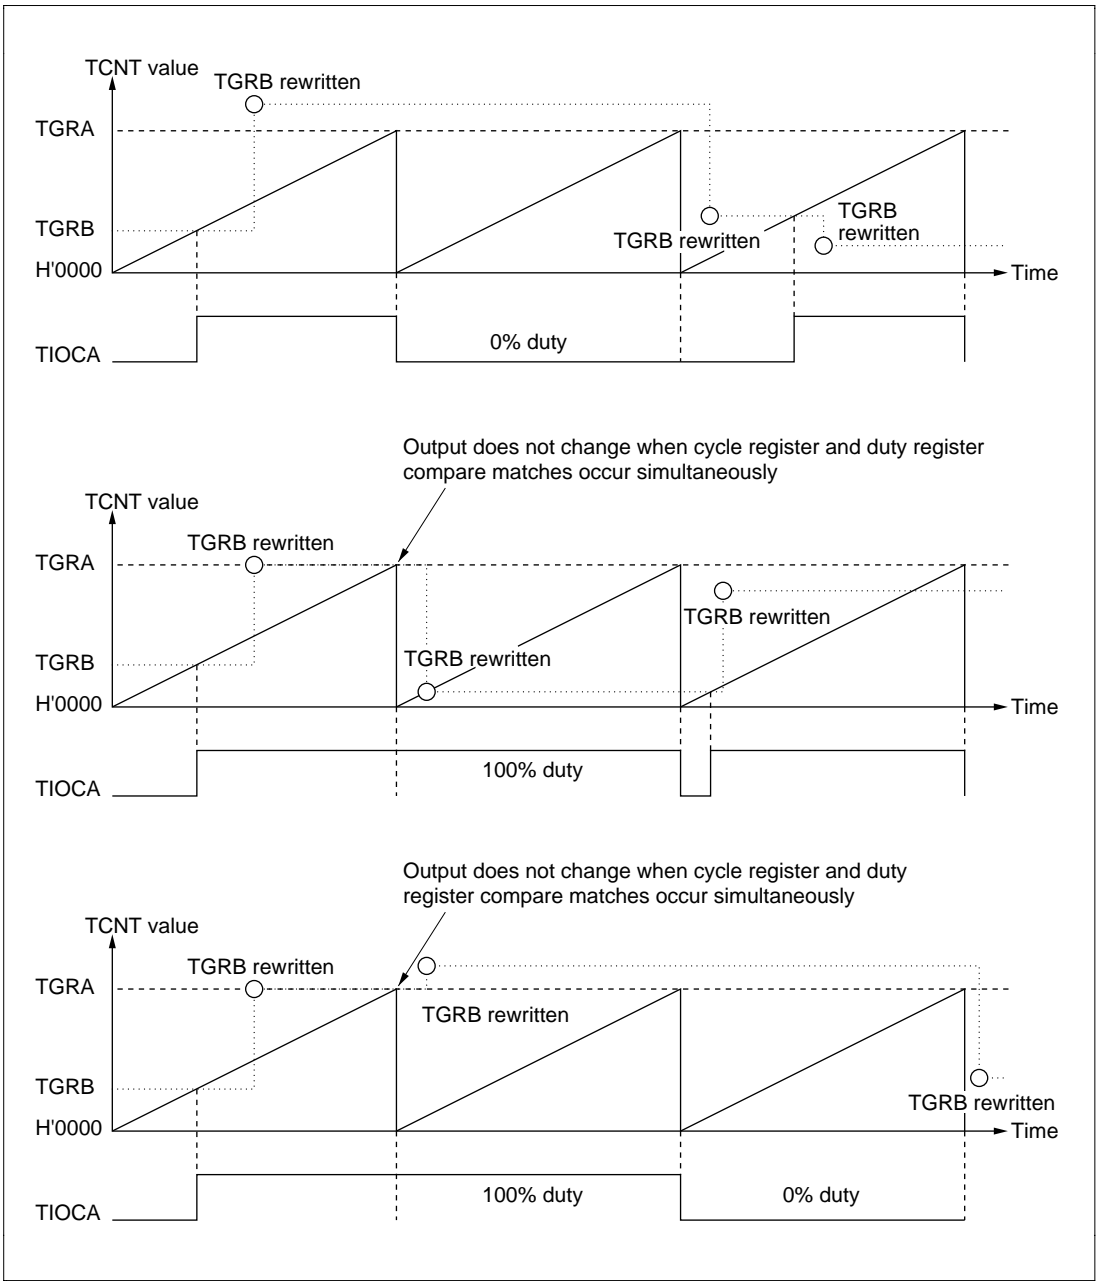 TCNT value
TGRB rewritten
TGRA
TGRB
TGRB rewritten
TGRB
rewritten
H'0000
Time
0% duty
TIOCA
Output does not change when cycle register and duty register
compare matches occur simultaneously
TCNT value
TGRB rewritten
TGRA
TGRB rewritten
TGRB
TGRB rewritten
H'0000
Time
100% duty
TIOCA
Output does not change when cycle register and duty
register compare matches occur simultaneously
TCNT value
TGRB rewritten
TGRA
TGRB rewritten
TGRB
TGRB rewritten
H'0000
Time
100% duty
0% duty
TIOCA